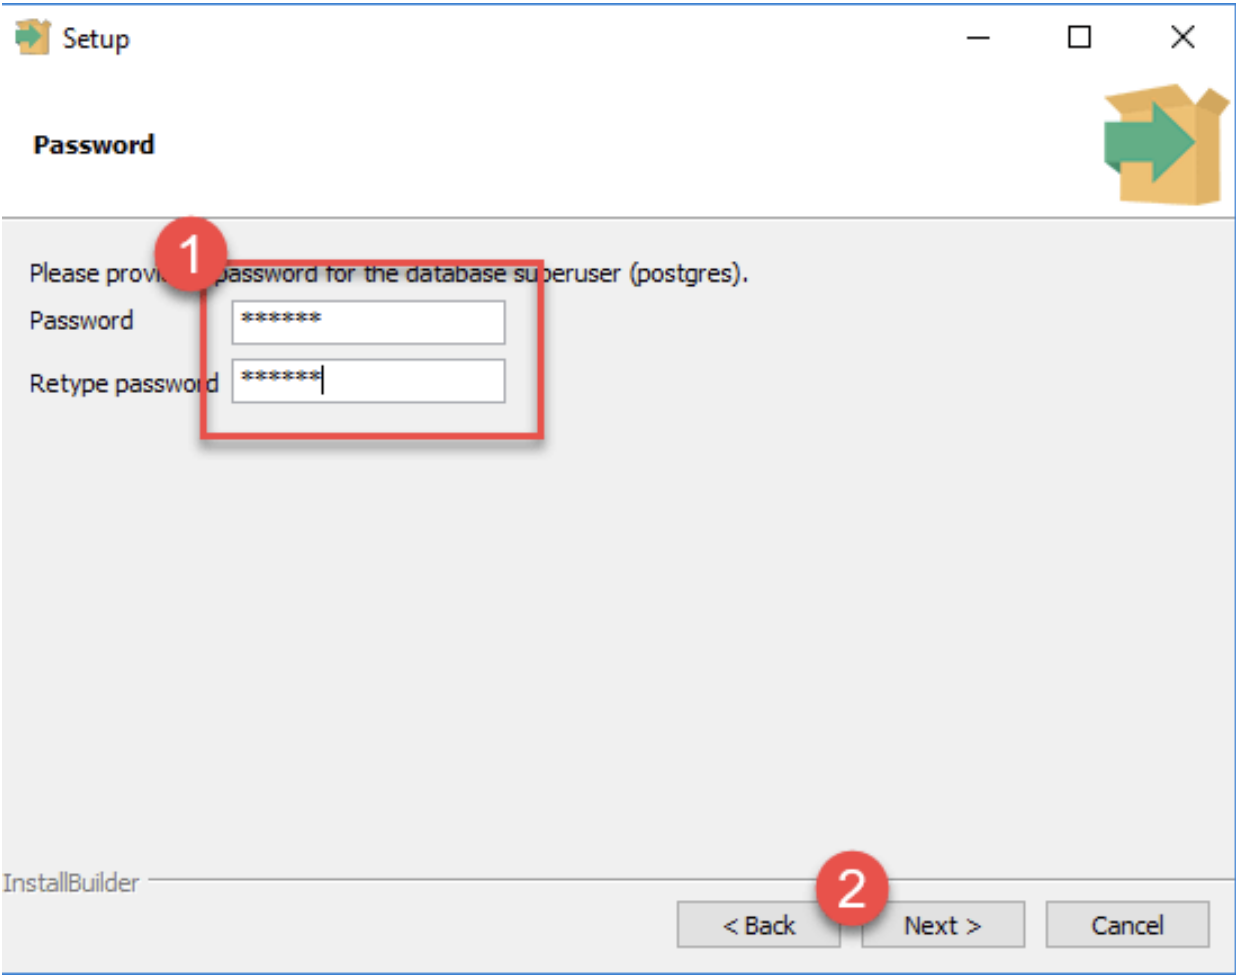 Setup
Password
1
Please provi password for the database superuser (postgres).
Password ******
Retype password ******
InstallBuilder
2
< Back Next > Cancel